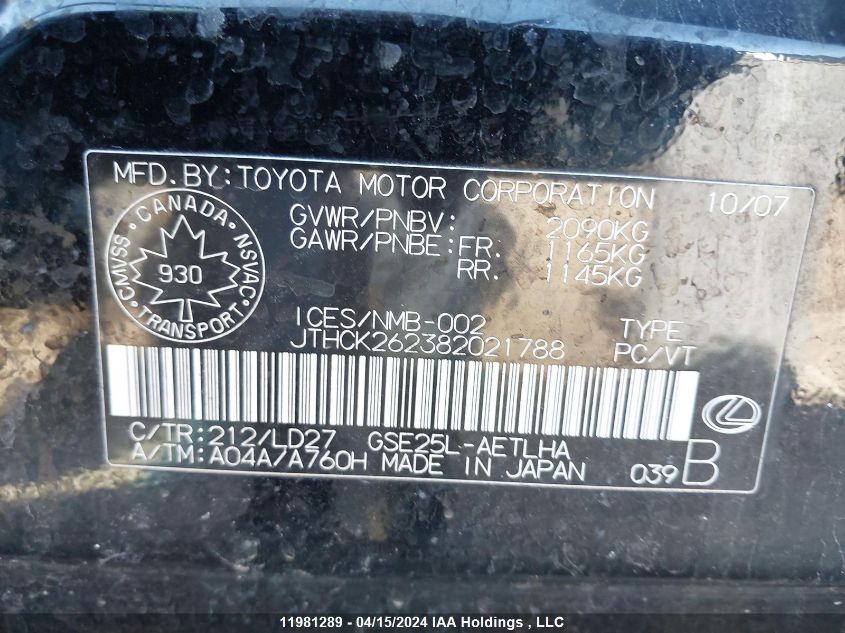 MFD.BY:TOYOTA MOTOR CORPORATION 10/07
GVWR/PNBV: 2090KG
GAWR/PNBE:FR. 1165KG
RR. 1145KG
CANADA
CMVSS NSVAC
930
TRANSPORT
ICES/NMB-002 TYPE
JTHCK262382021788 PC/VT
C/TR:212/LD27 GSE25L-AETLHA
A/TM:A04A/A760H MADE IN JAPAN 039 B
11981289 - 04/15/2024 IAA Holdings , LLC